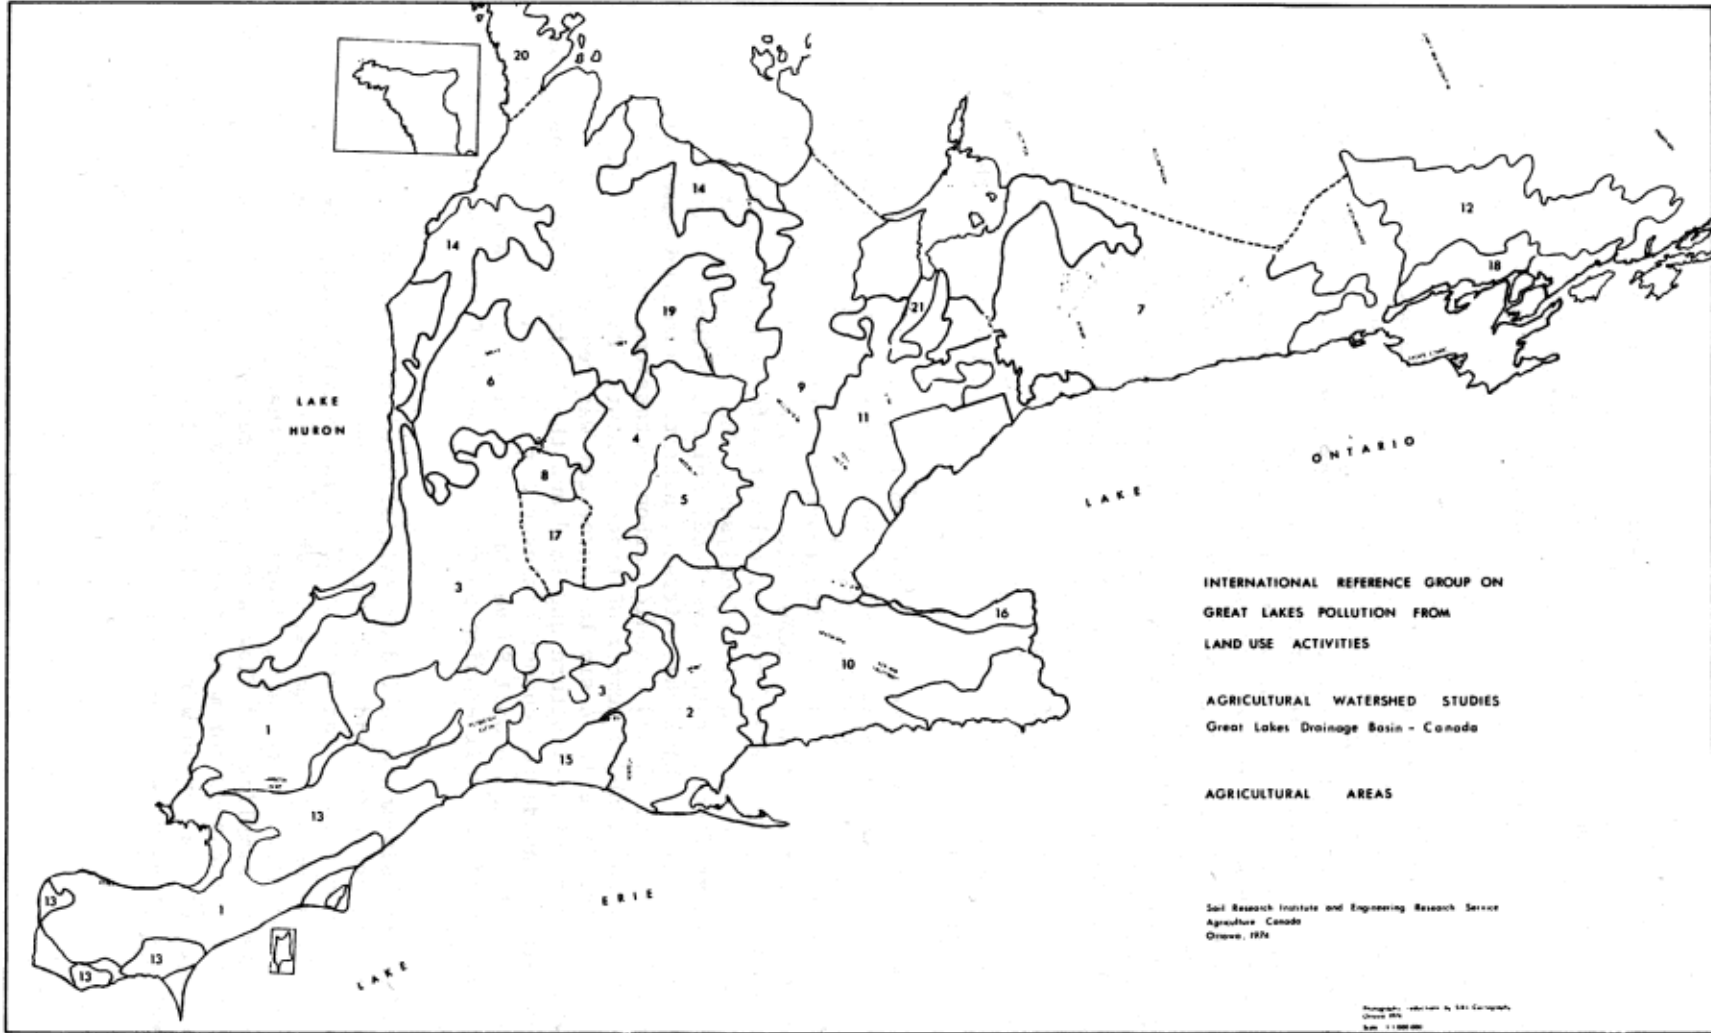 20
14
12
14
18
19
21
7
6
9
LAKE
HURON
11
4
ONTARIO
8
5
LAKE
17
3
INTERNATIONAL REFERENCE GROUP ON
GREAT LAKES POLLUTION FROM
LAND USE ACTIVITIES
16
10
3
2
1
AGRICULTURAL WATERSHED STUDIES
Great Lakes Drainage Basin - Canada
15
AGRICULTURAL AREAS
13
ERIE
13
1
Soil Research Institute and Engineering Research Service
Agriculture Canada
Ottawa, 1974
13
13
LAKE